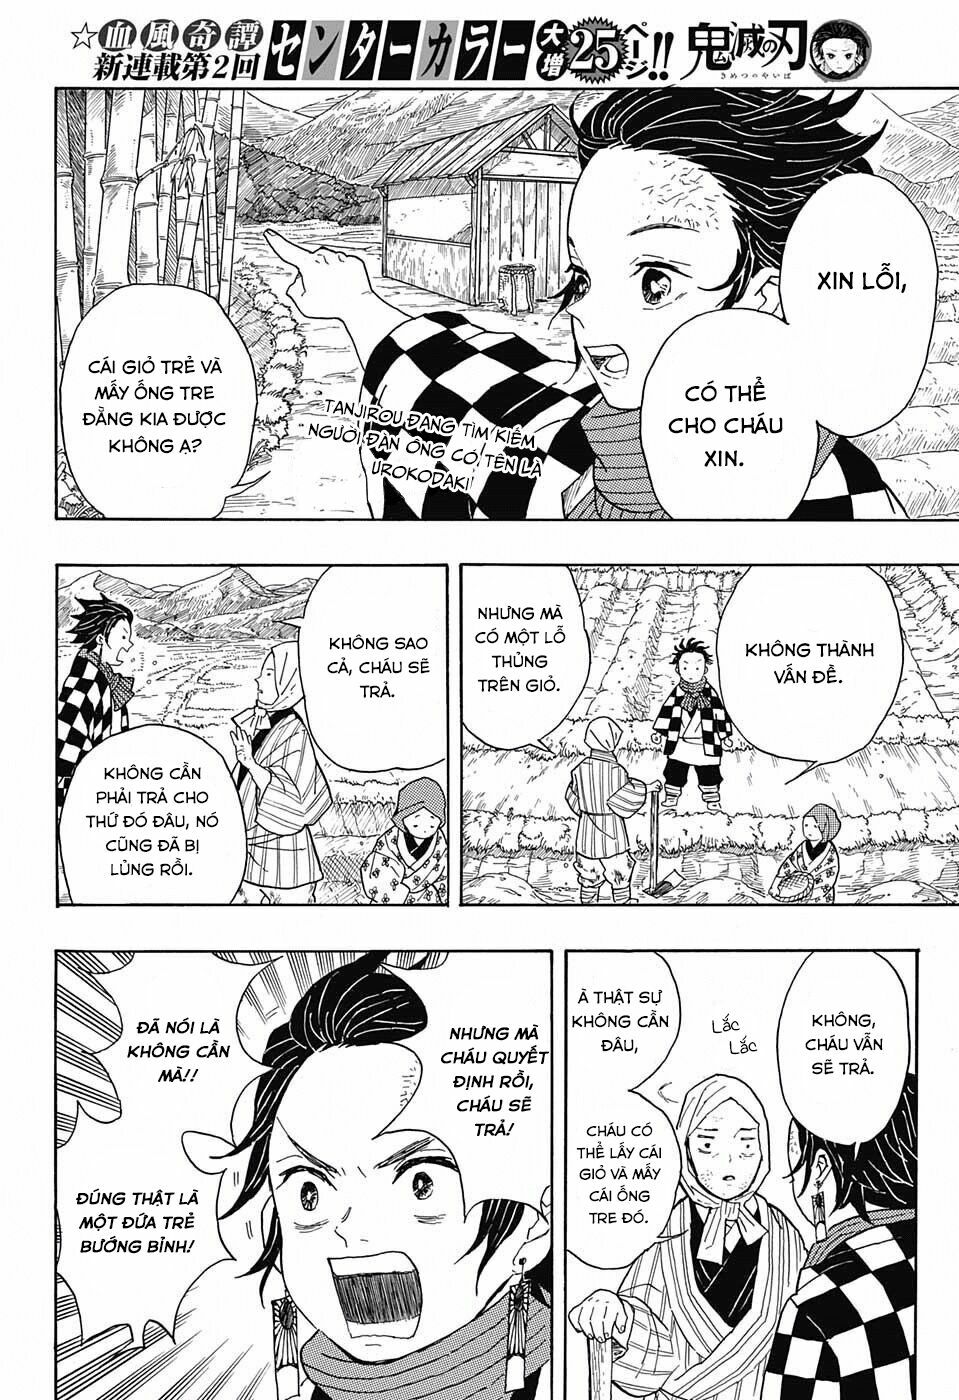 ☆血風奇譚
新連載第2回
センターカラー
大増
25
ページ!!
鬼滅の刃
きめつのやいば
XIN LỖI,
CÓ THỂ
CHO CHÁU
XIN.
CÁI GIỎ TRẺ VÀ
MẤY ỐNG TRE
ĐẰNG KIA ĐƯỢC
KHÔNG Ạ?
TANJIROU ĐANG TÌM KIẾM
NGƯỜI ĐÀN ÔNG CÓ TÊN LÀ
UROKODAKI!
KHÔNG THÀNH
VẤN ĐỀ.
NHƯNG MÀ
CÓ MỘT LỖ
THỦNG
TRÊN GIỎ.
KHÔNG SAO
CẢ, CHÁU SẼ
TRẢ.
KHÔNG CẦN
PHẢI TRẢ CHO
THỨ ĐÓ ĐÂU, NÓ
CŨNG ĐÃ BỊ
LỦNG RỒI.
KHÔNG,
CHÁU VẪN
SẼ TRẢ.
À THẬT SỰ
KHÔNG CẦN
ĐÂU,
Lắc
Lắc
CHÁU CÓ
THỂ LẤY CÁI
GIỎ VÀ MẤY
CÁI ỐNG
TRE ĐÓ.
NHƯNG MÀ
CHÁU QUYẾT
ĐỊNH RỒI,
CHÁU SẼ
TRẢ!
ĐÃ NÓI LÀ
KHÔNG CẦN
MÀ!!
ĐÚNG THẬT LÀ
MỘT ĐỨA TRẺ
BƯỚNG BỈNH!